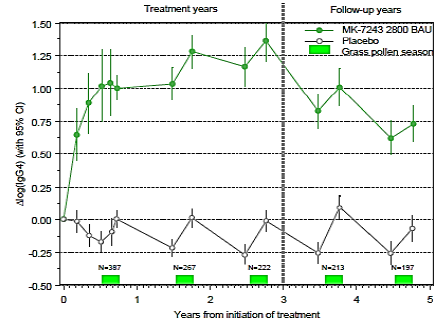 Treatment years
Follow-up years
MK-7243 2800 BAU
Placebo
Grass pollen season
Δlog(IgG4) (with 95% CI)
1.50
1.25
1.00
0.75
0.50
0.25
0.00
-0.25
-0.50
N=387
N=267
N=222
N=213
N=197
0
1
2
3
4
5
Years from initiation of treatment